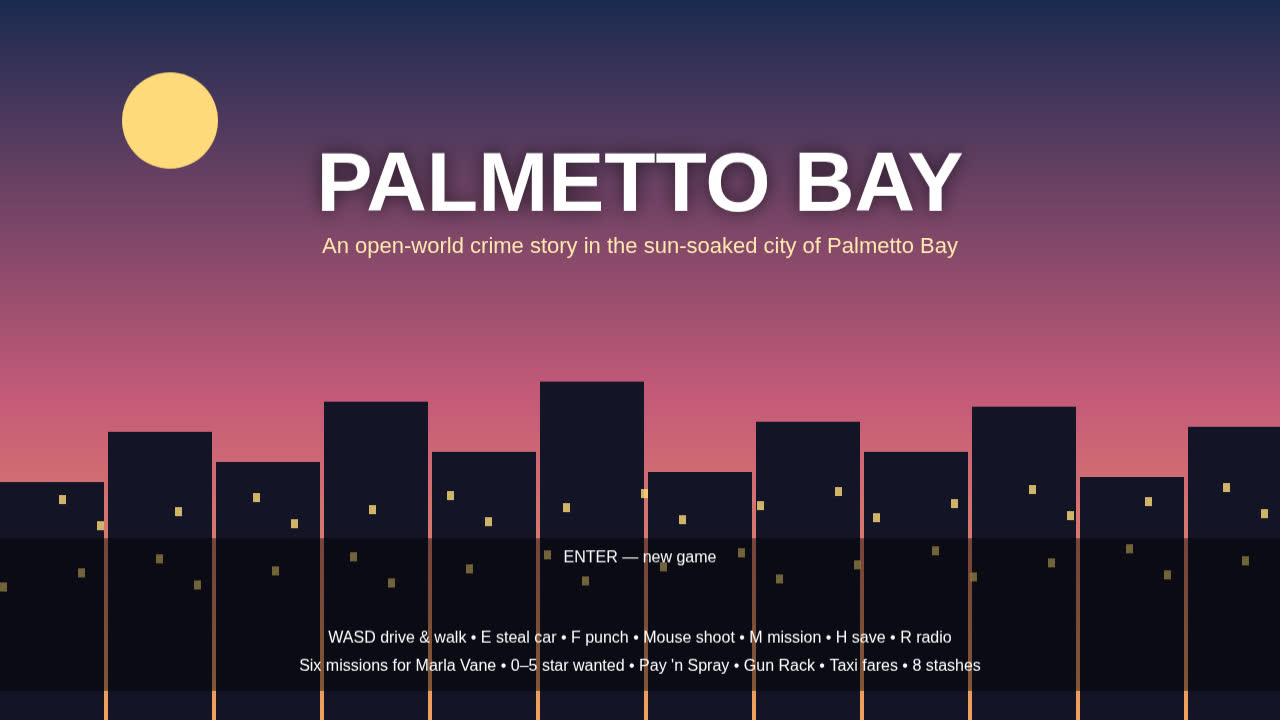 PALMETTO BAY
An open-world crime story in the sun-soaked city of Palmetto Bay
ENTER — new game
WASD drive & walk • E steal car • F punch • Mouse shoot • M mission • H save • R radio
Six missions for Marla Vane • 0–5 star wanted • Pay 'n Spray • Gun Rack • Taxi fares • 8 stashes